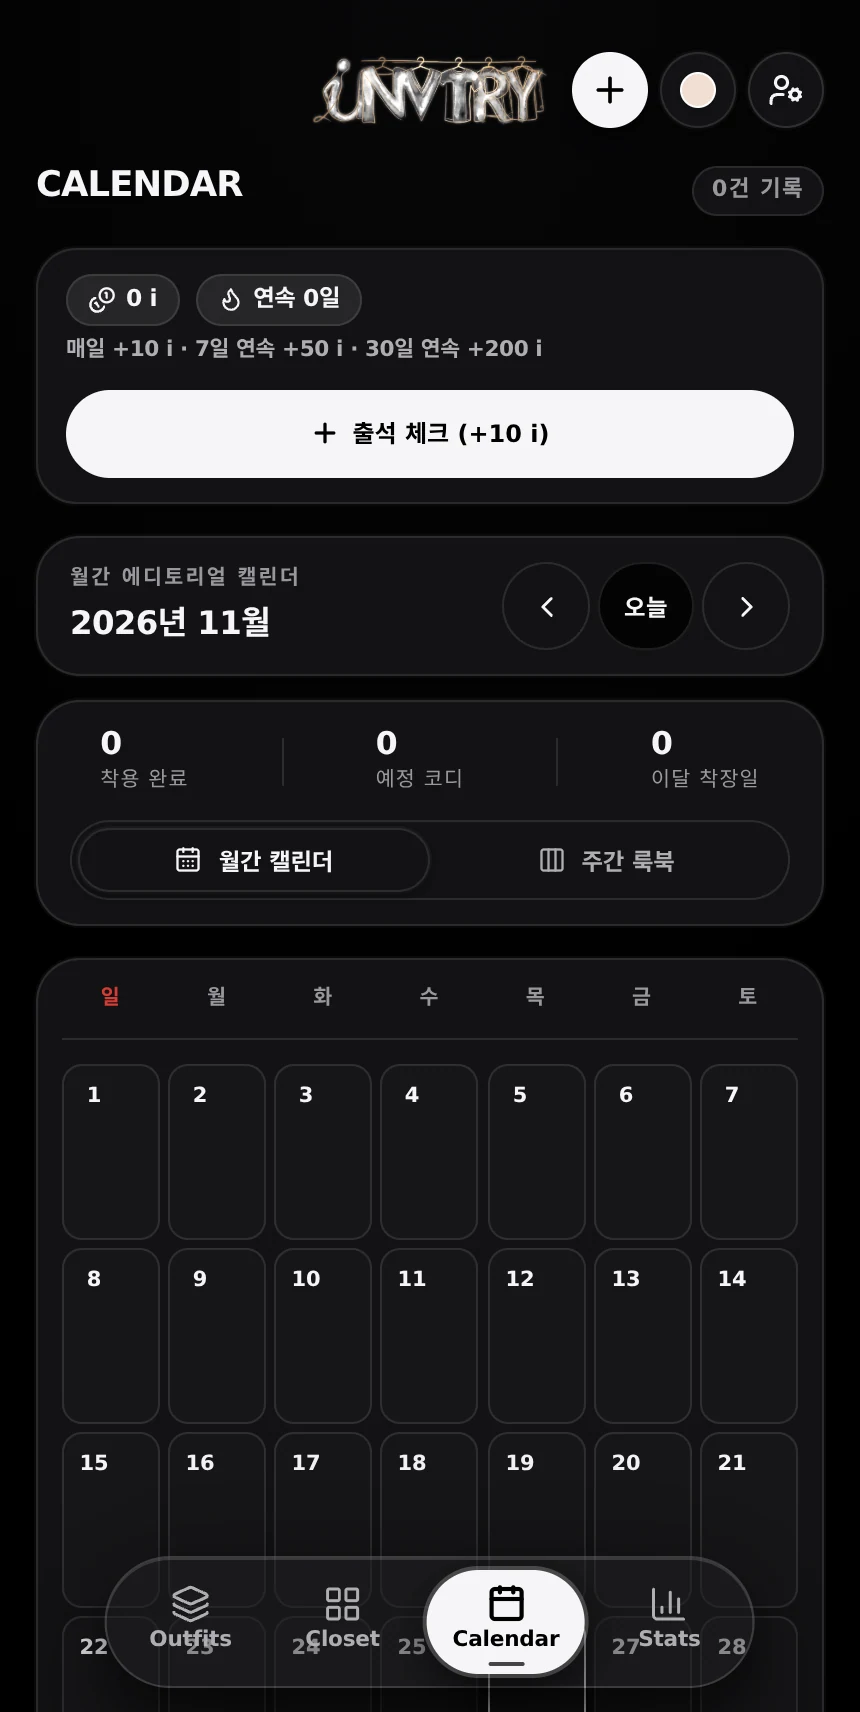 iNVTRY
CALENDAR
0건 기록
0 i
연속 0일
매일 +10 i · 7일 연속 +50 i · 30일 연속 +200 i
출석 체크 (+10 i)
월간 에디토리얼 캘린더
2026년 11월
오늘
0
착용 완료
0
예정 코디
0
이달 착장일
월간 캘린더
주간 룩북
일 월 화 수 목 금 토
1 2 3 4 5 6 7
8 9 10 11 12 13 14
15 16 17 18 19 20 21
22 23 24 25 27 28
Outfits Closet Calendar Stats